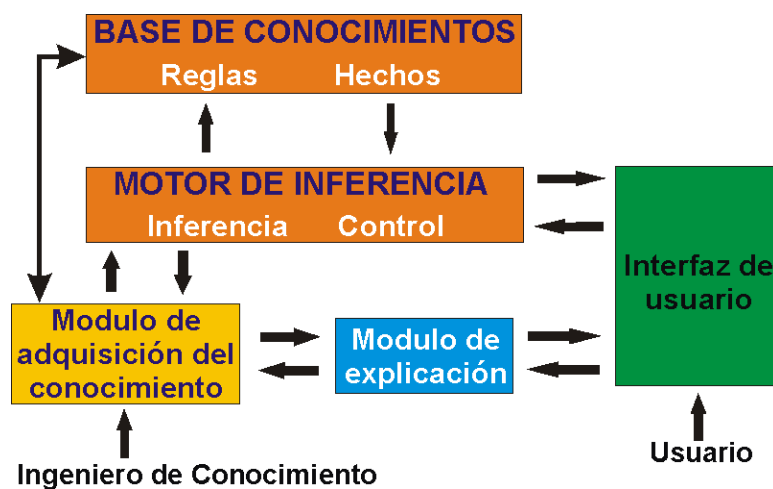 BASE DE CONOCIMIENTOS
Reglas Hechos
MOTOR DE INFERENCIA
Inferencia Control
Interfaz de
usuario
Modulo de
adquisición del
conocimiento
Modulo de
explicación
Ingeniero de Conocimiento
Usuario